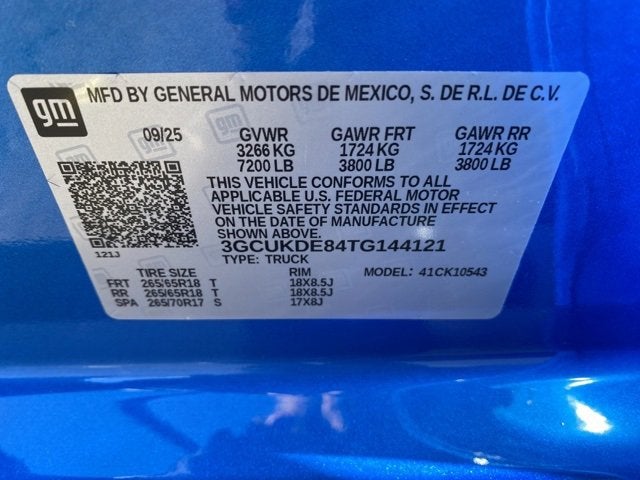 gm MFD BY GENERAL MOTORS DE MEXICO, S. DE R.L. DE C.V.
09/25 GVWR GAWR FRT GAWR RR
3266 KG 1724 KG 1724 KG
7200 LB 3800 LB 3800 LB
THIS VEHICLE CONFORMS TO ALL
APPLICABLE U.S. FEDERAL MOTOR
VEHICLE SAFETY STANDARDS IN EFFECT
ON THE DATE OF MANUFACTURE
SHOWN ABOVE.
3GCUKDE84TG144121
121J TYPE: TRUCK
TIRE SIZE RIM MODEL: 41CK10543
FRT 265/65R18 T 18X8.5J
RR 265/65R18 T 18X8.5J
SPA 265/70R17 S 17X8J